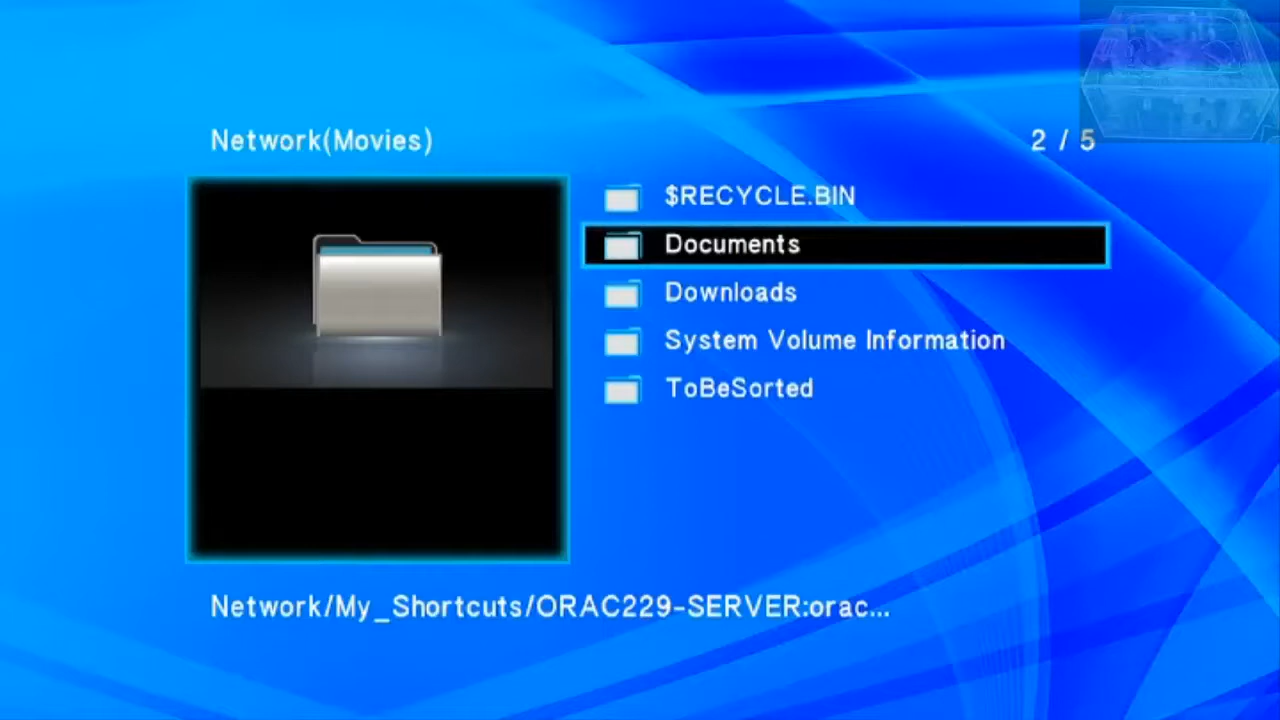 Network(Movies)
2 / 5
$RECYCLE.BIN
Documents
Downloads
System Volume Information
ToBeSorted
Network/My_Shortcuts/ORAC229-SERVER:orac...